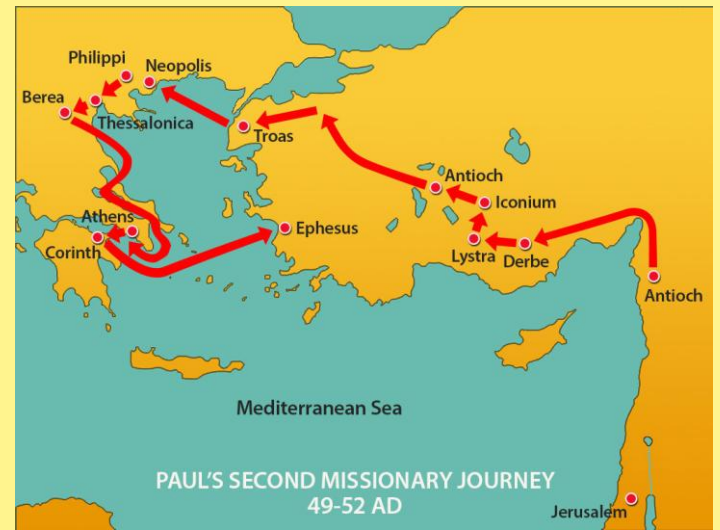 Philippi
Neopolis
Berea
Thessalonica
Troas
Antioch
Iconium
Athens
Ephesus
Corinth
Lystra
Derbe
Antioch
Mediterranean Sea
PAUL'S SECOND MISSIONARY JOURNEY
49-52 AD
Jerusalem